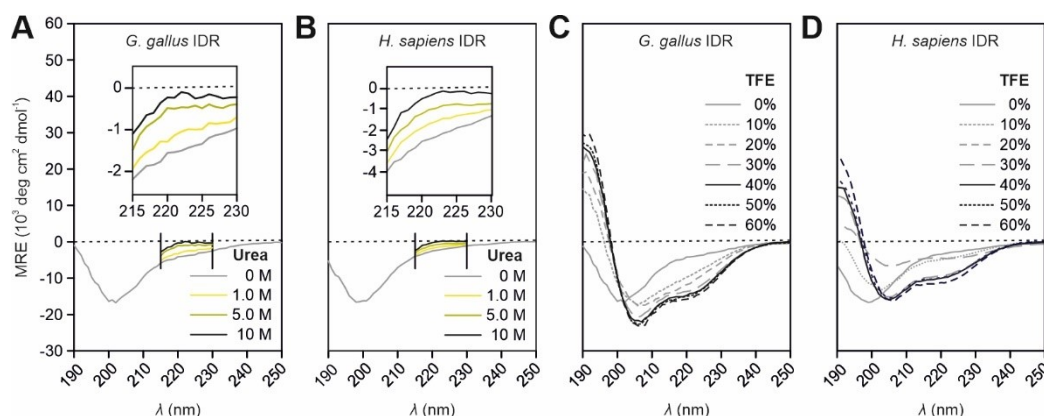 A
G. gallus IDR
B
H. sapiens IDR
C
G. gallus IDR
D
H. sapiens IDR
MRE (10³ deg cm² dmol⁻¹)
60
50
40
30
20
10
0
-10
-20
-30
0
-1
-2
215 220 225 230
Urea
0 M
1.0 M
5.0 M
10 M
190 200 210 220 230 240 250
λ (nm)
0
-1
-2
-3
-4
215 220 225 230
Urea
0 M
1.0 M
5.0 M
10 M
190 200 210 220 230 240 250
λ (nm)
TFE
0%
10%
20%
30%
40%
50%
60%
190 200 210 220 230 240 250
λ (nm)
TFE
0%
10%
20%
30%
40%
50%
60%
190 200 210 220 230 240 250
λ (nm)